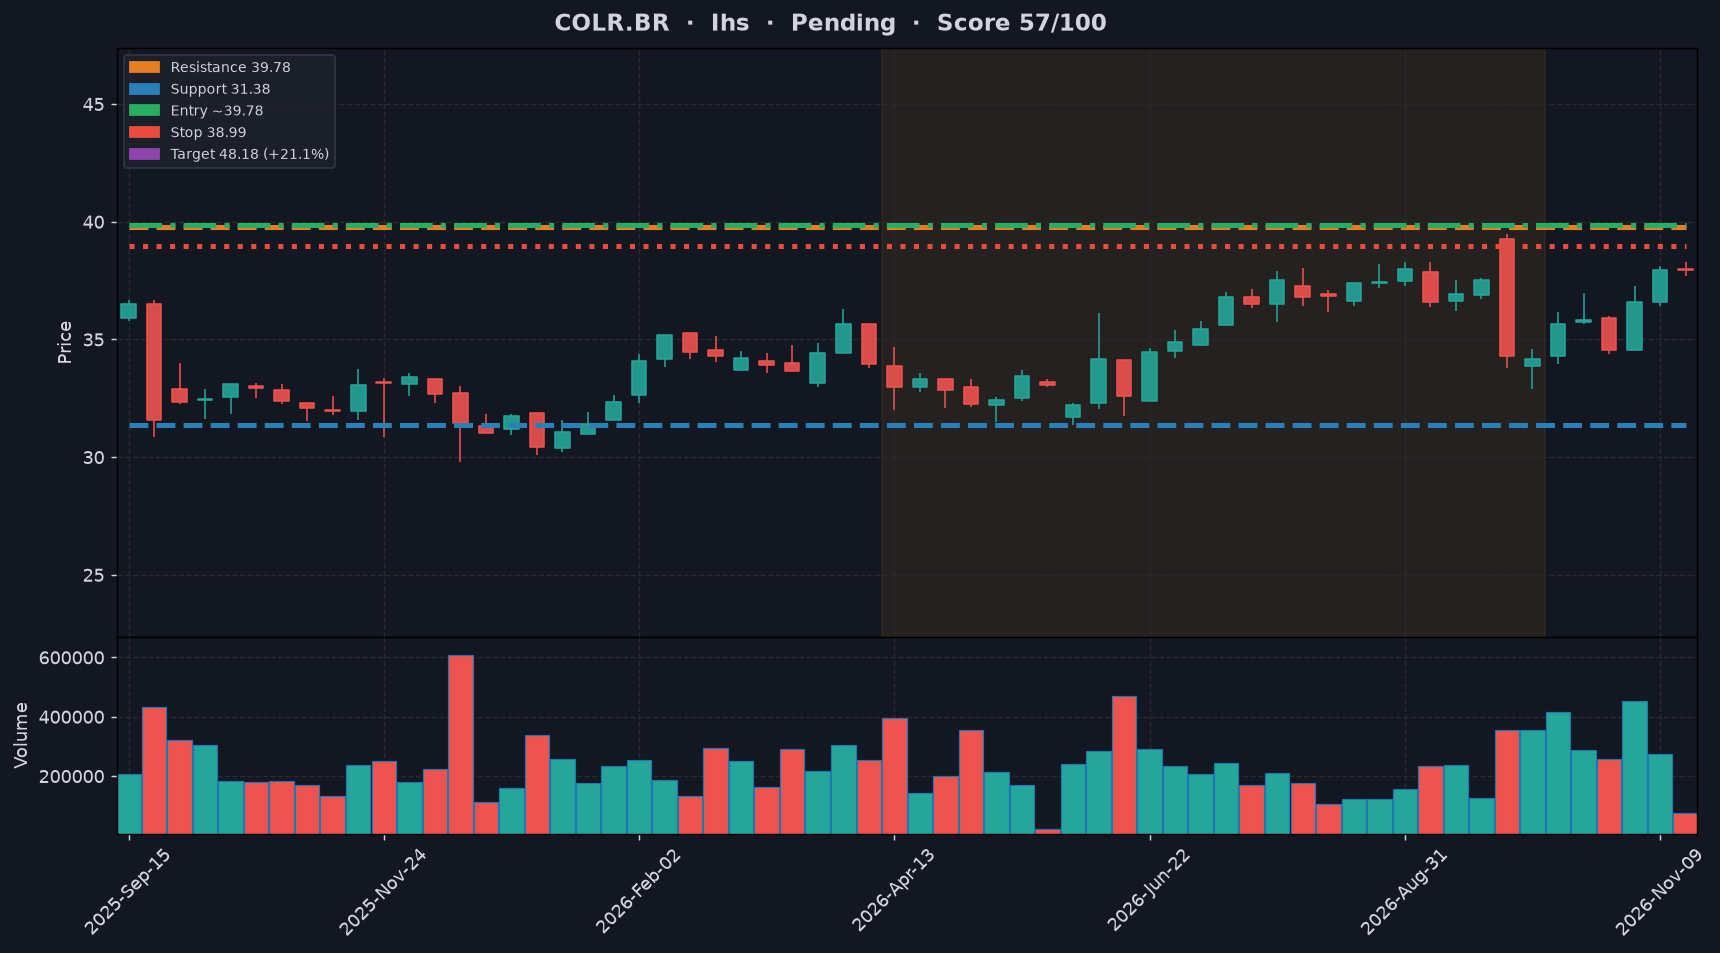 COLR.BR · Ihs · Pending · Score 57/100
Resistance 39.78
Support 31.38
Entry ~39.78
Stop 38.99
Target 48.18 (+21.1%)
45
40
35
30
25
Price
600000
400000
200000
Volume
2025-Sep-15
2025-Nov-24
2026-Feb-02
2026-Apr-13
2026-Jun-22
2026-Aug-31
2026-Nov-09